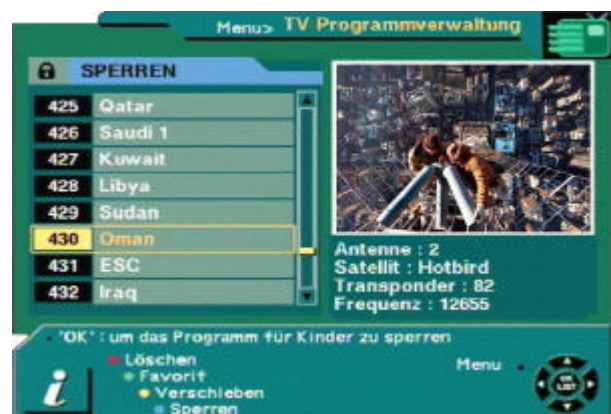 Menu> TV Programmverwaltung
SPERREN
425 Qatar
426 Saudi 1
427 Kuwait
428 Libya
429 Sudan
430 Oman
431 ESC
432 Iraq
Antenne : 2
Satellit : Hotbird
Transponder : 82
Frequenz : 12655
'OK' : um das Programm für Kinder zu sperren
Löschen
Favorit
Verschieben
Sperren
Menu
OK
LIST
i